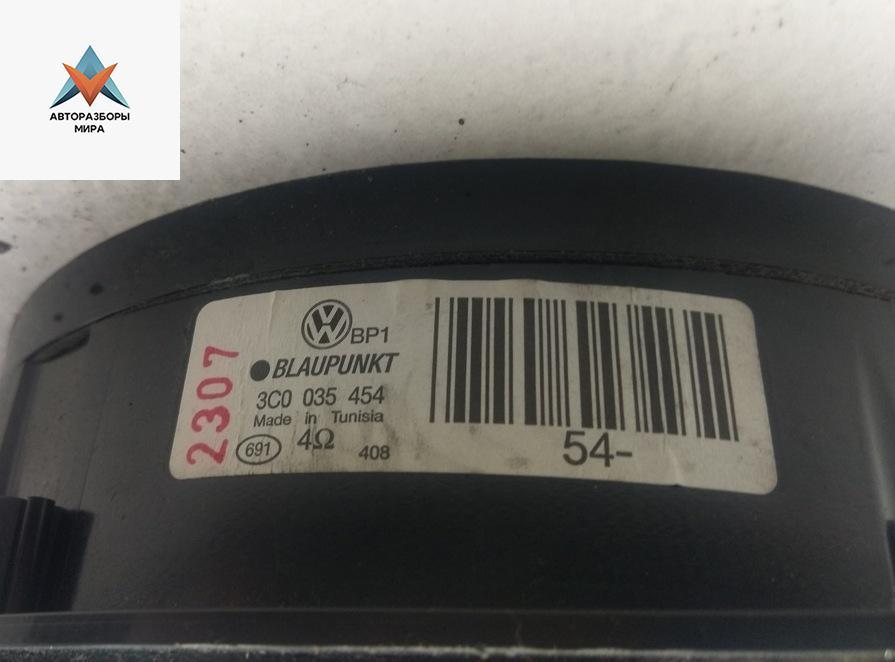 АВТОРАЗБОРЫ
МИРА
2307
BP1
BLAUPUNKT
3C0 035 454
Made in Tunisia
691 4Ω 408
54-